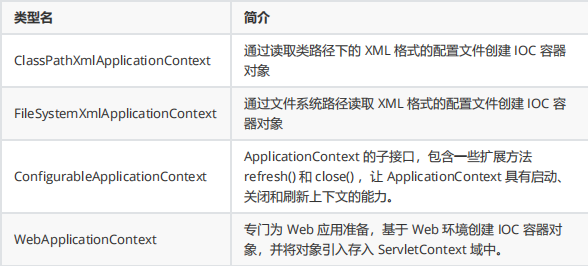 类型名 简介
ClassPathXmlApplicationContext 通过读取类路径下的 XML 格式的配置文件创建 IOC 容器
对象
FileSystemXmlApplicationContext 通过文件系统路径读取 XML 格式的配置文件创建 IOC 容
器对象
ConfigurableApplicationContext ApplicationContext 的子接口，包含一些扩展方法
refresh() 和 close() ，让 ApplicationContext 具有启动、
关闭和刷新上下文的能力。
WebApplicationContext 专门为 Web 应用准备，基于 Web 环境创建 IOC 容器对
象，并将对象引入存入 ServletContext 域中。